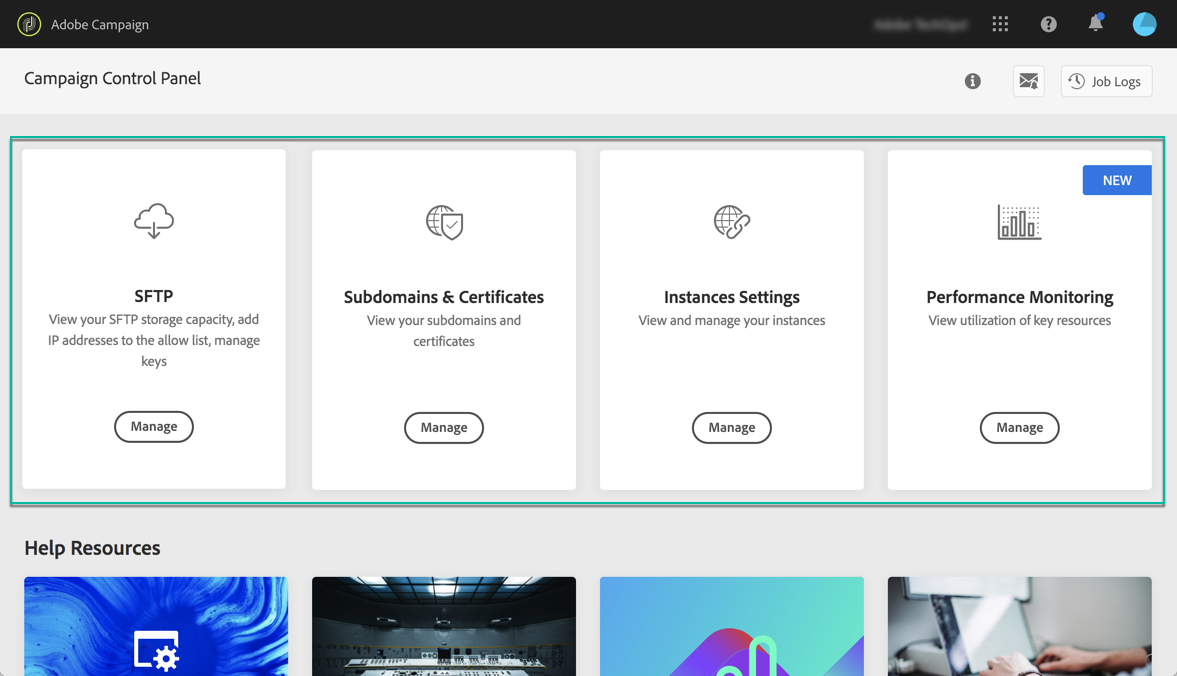 Adobe Campaign
Campaign Control Panel
Job Logs
NEW
SFTP
View your SFTP storage capacity, add
IP addresses to the allow list, manage
keys
Manage
Subdomains & Certificates
View your subdomains and
certificates
Manage
Instances Settings
View and manage your instances
Manage
Performance Monitoring
View utilization of key resources
Manage
Help Resources